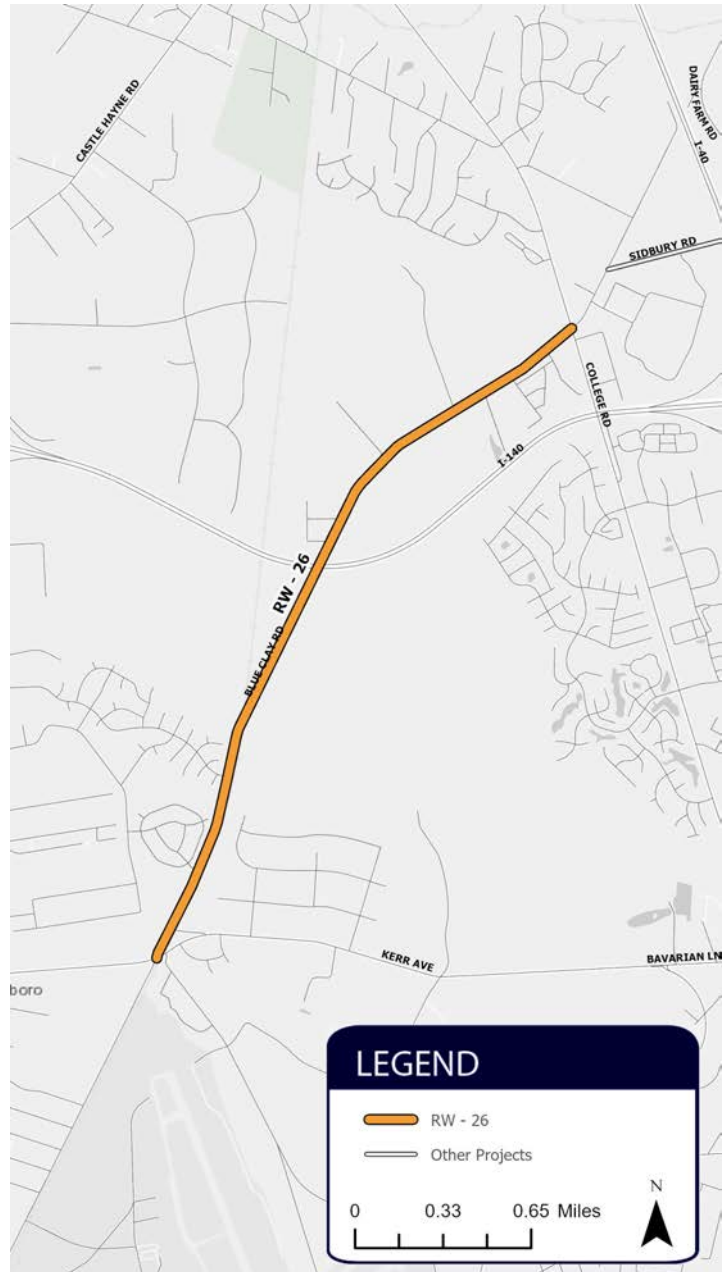 CASTLE HAYNE RD
DAIRY FARM RD
I-40
SIDBURY RD
COLLEGE RD
I-140
RW - 26
BLUE CLAY RD
KERR AVE
BAVARIAN LN
boro
LEGEND
RW - 26
Other Projects
N
0 0.33 0.65 Miles